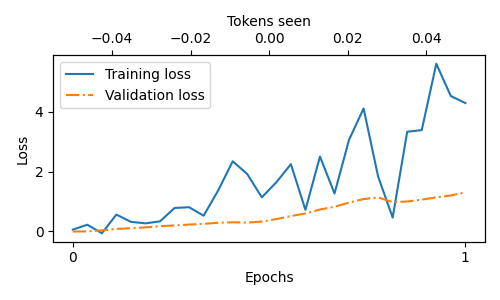 Tokens seen
−0.04 −0.02 0.00 0.02 0.04
Training loss
Validation loss
4
2
0
Loss
0 1
Epochs